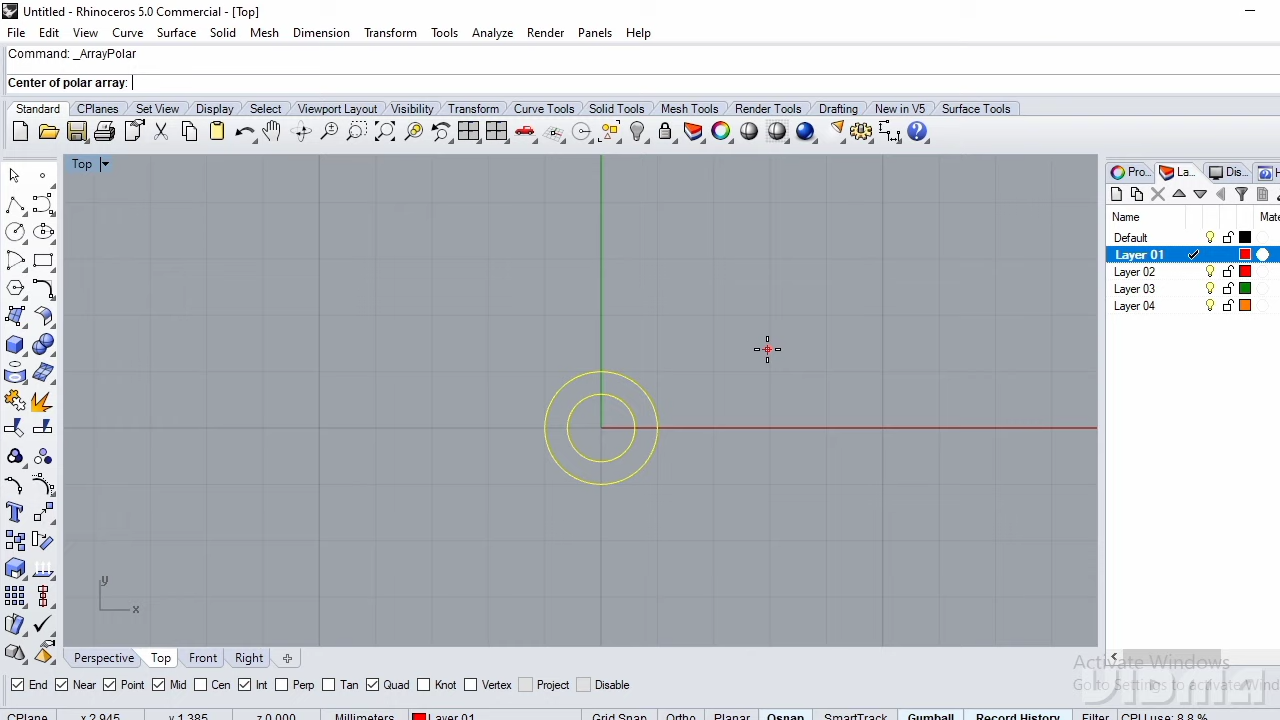 Untitled - Rhinoceros 5.0 Commercial - [Top]
File Edit View Curve Surface Solid Mesh Dimension Transform Tools Analyze Render Panels Help
Command: _ArrayPolar
Center of polar array:
Standard CPlanes Set View Display Select Viewport Layout Visibility Transform Curve Tools Solid Tools Mesh Tools Render Tools Drafting New in V5 Surface Tools
Top
Pro... La... Dis... H
Name Mate
Default
Layer 01
Layer 02
Layer 03
Layer 04
y
x
Perspective Top Front Right
Activate Windows
Go to Settings to activate Wind
End Near Point Mid Cen Int Perp Tan Quad Knot Vertex Project Disable
CPlane x 2.945 y 1.385 z 0.000 Millimeters Layer 01 Grid Snap Ortho Planar Osnap SmartTrack Gumball Record History Filter CPU use: 3.8 %